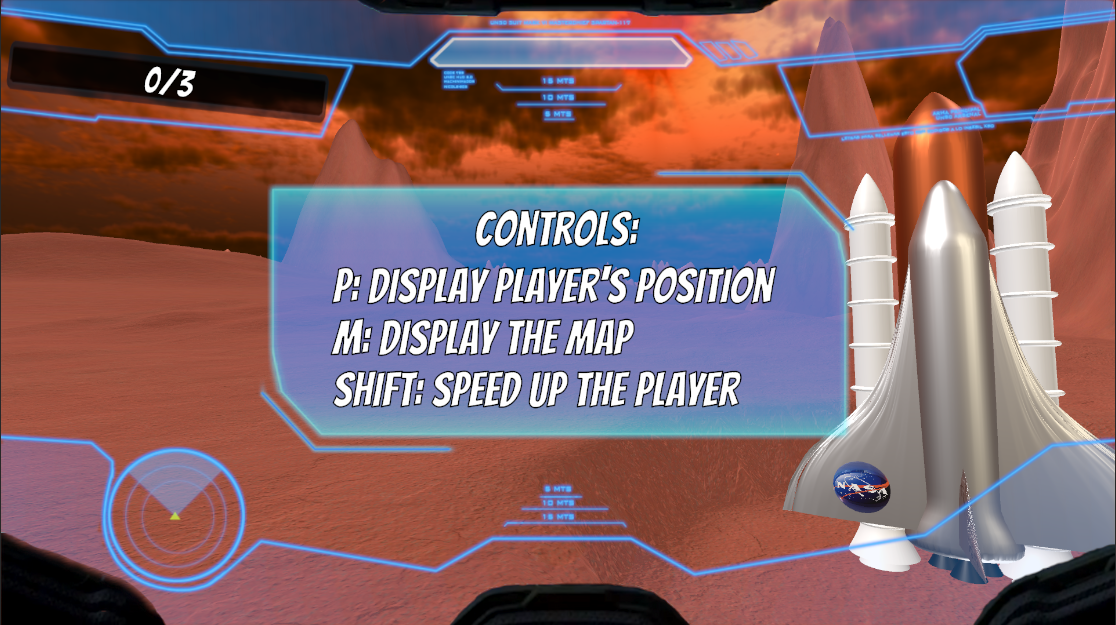 0/3
15 MTS
10 MTS
5 MTS
CONTROLS:
P: DISPLAY PLAYER'S POSITION
M: DISPLAY THE MAP
SHIFT: SPEED UP THE PLAYER
NASA
5 MTS
10 MTS
15 MTS